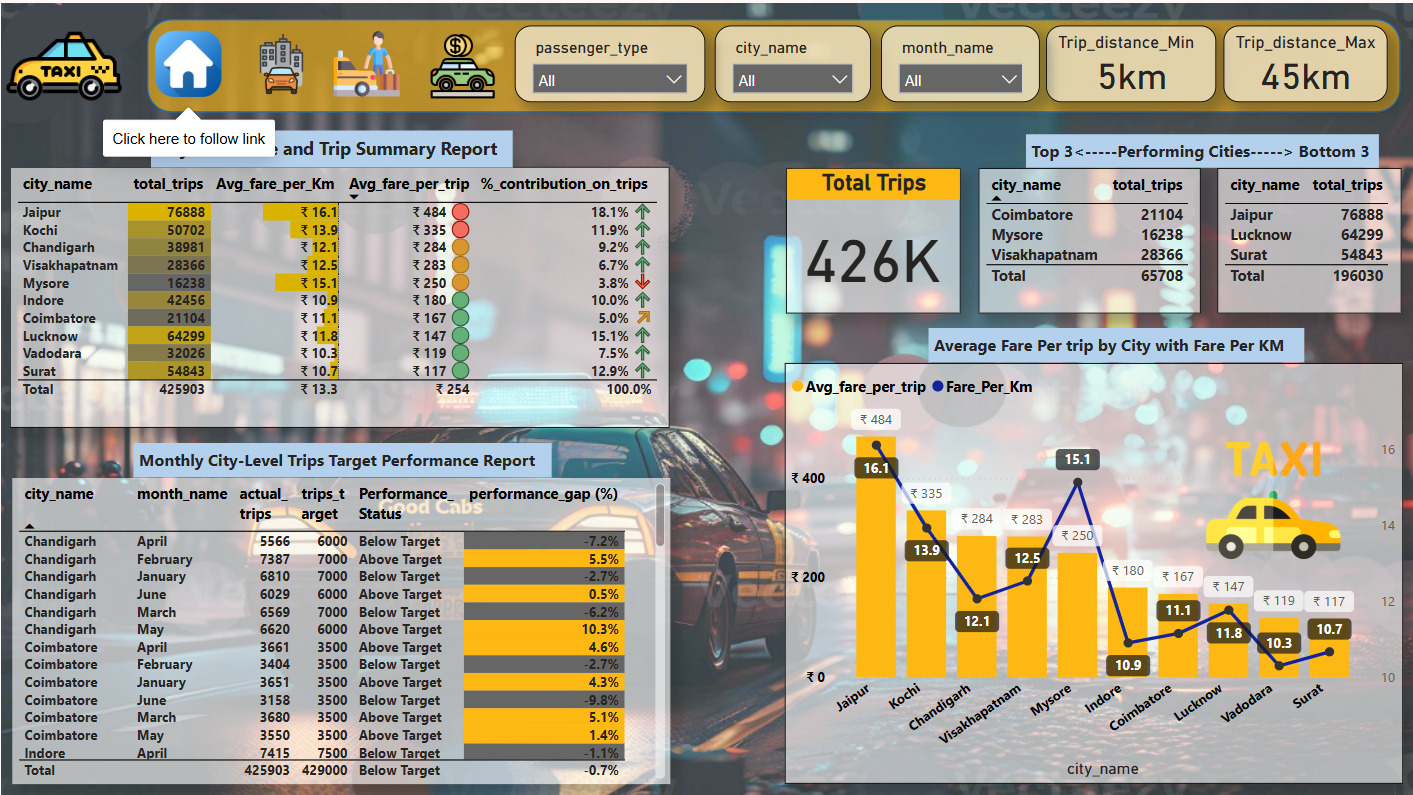 TAXI
passenger_type
All
city_name
All
month_name
All
Trip_distance_Min
5km
Trip_distance_Max
45km
Click here to follow link
e and Trip Summary Report
city_name total_trips Avg_fare_per_Km Avg_fare_per_trip %_contribution_on_trips
Jaipur 76888 ₹ 16.1 ₹ 484 18.1%
Kochi 50702 ₹ 13.9 ₹ 335 11.9%
Chandigarh 38981 ₹ 12.1 ₹ 284 9.2%
Visakhapatnam 28366 ₹ 12.5 ₹ 283 6.7%
Mysore 16238 ₹ 15.1 ₹ 250 3.8%
Indore 42456 ₹ 10.9 ₹ 180 10.0%
Coimbatore 21104 ₹ 11.1 ₹ 167 5.0%
Lucknow 64299 ₹ 11.8 ₹ 147 15.1%
Vadodara 32026 ₹ 10.3 ₹ 119 7.5%
Surat 54843 ₹ 10.7 ₹ 117 12.9%
Total 425903 ₹ 13.3 ₹ 254 100.0%
Total Trips
426K
Top 3<-----Performing Cities-----> Bottom 3
city_name total_trips
Coimbatore 21104
Mysore 16238
Visakhapatnam 28366
Total 65708
city_name total_trips
Jaipur 76888
Lucknow 64299
Surat 54843
Total 196030
Monthly City-Level Trips Target Performance Report
city_name month_name actual_ trips_t Performance_ performance_gap (%)
trips arget Status
Chandigarh April 5566 6000 Below Target -7.2%
Chandigarh February 7387 7000 Above Target 5.5%
Chandigarh January 6810 7000 Below Target -2.7%
Chandigarh June 6029 6000 Above Target 0.5%
Chandigarh March 6569 7000 Below Target -6.2%
Chandigarh May 6620 6000 Above Target 10.3%
Coimbatore April 3661 3500 Above Target 4.6%
Coimbatore February 3404 3500 Below Target -2.7%
Coimbatore January 3651 3500 Above Target 4.3%
Coimbatore June 3158 3500 Below Target -9.8%
Coimbatore March 3680 3500 Above Target 5.1%
Coimbatore May 3550 3500 Above Target 1.4%
Indore April 7415 7500 Below Target -1.1%
Total 425903 429000 Below Target -0.7%
Good Cabs
Average Fare Per trip by City with Fare Per KM
Avg_fare_per_trip Fare_Per_Km
₹ 484
₹ 335
₹ 284
₹ 283
₹ 250
₹ 180
₹ 167
₹ 147
₹ 119
₹ 117
16.1
13.9
12.1
12.5
15.1
10.9
11.1
11.8
10.3
10.7
₹ 400
₹ 200
₹ 0
16
14
12
10
TAXI
Jaipur
Kochi
Chandigarh
Visakhapatnam
Mysore
Indore
Coimbatore
Lucknow
Vadodara
Surat
city_name